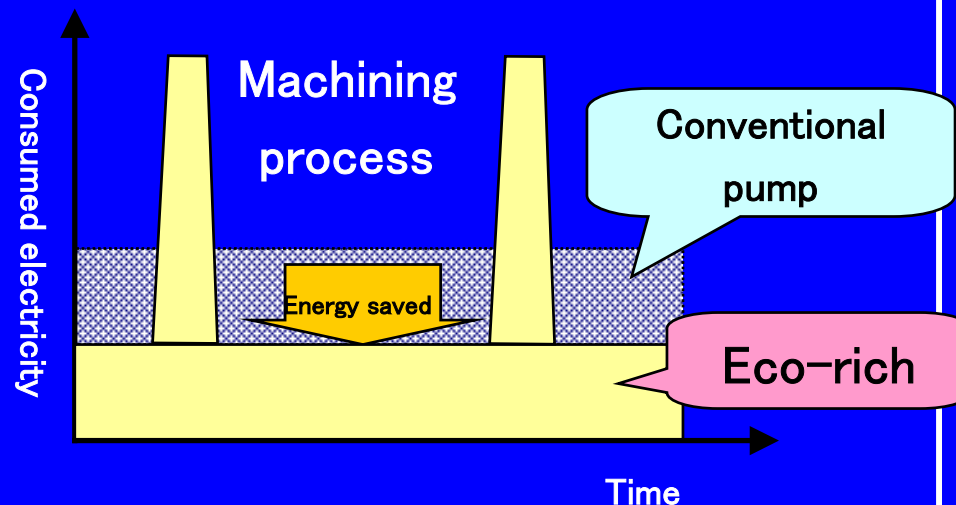 Consumed electricity
Machining
process
Conventional
pump
Energy saved
Eco-rich
Time